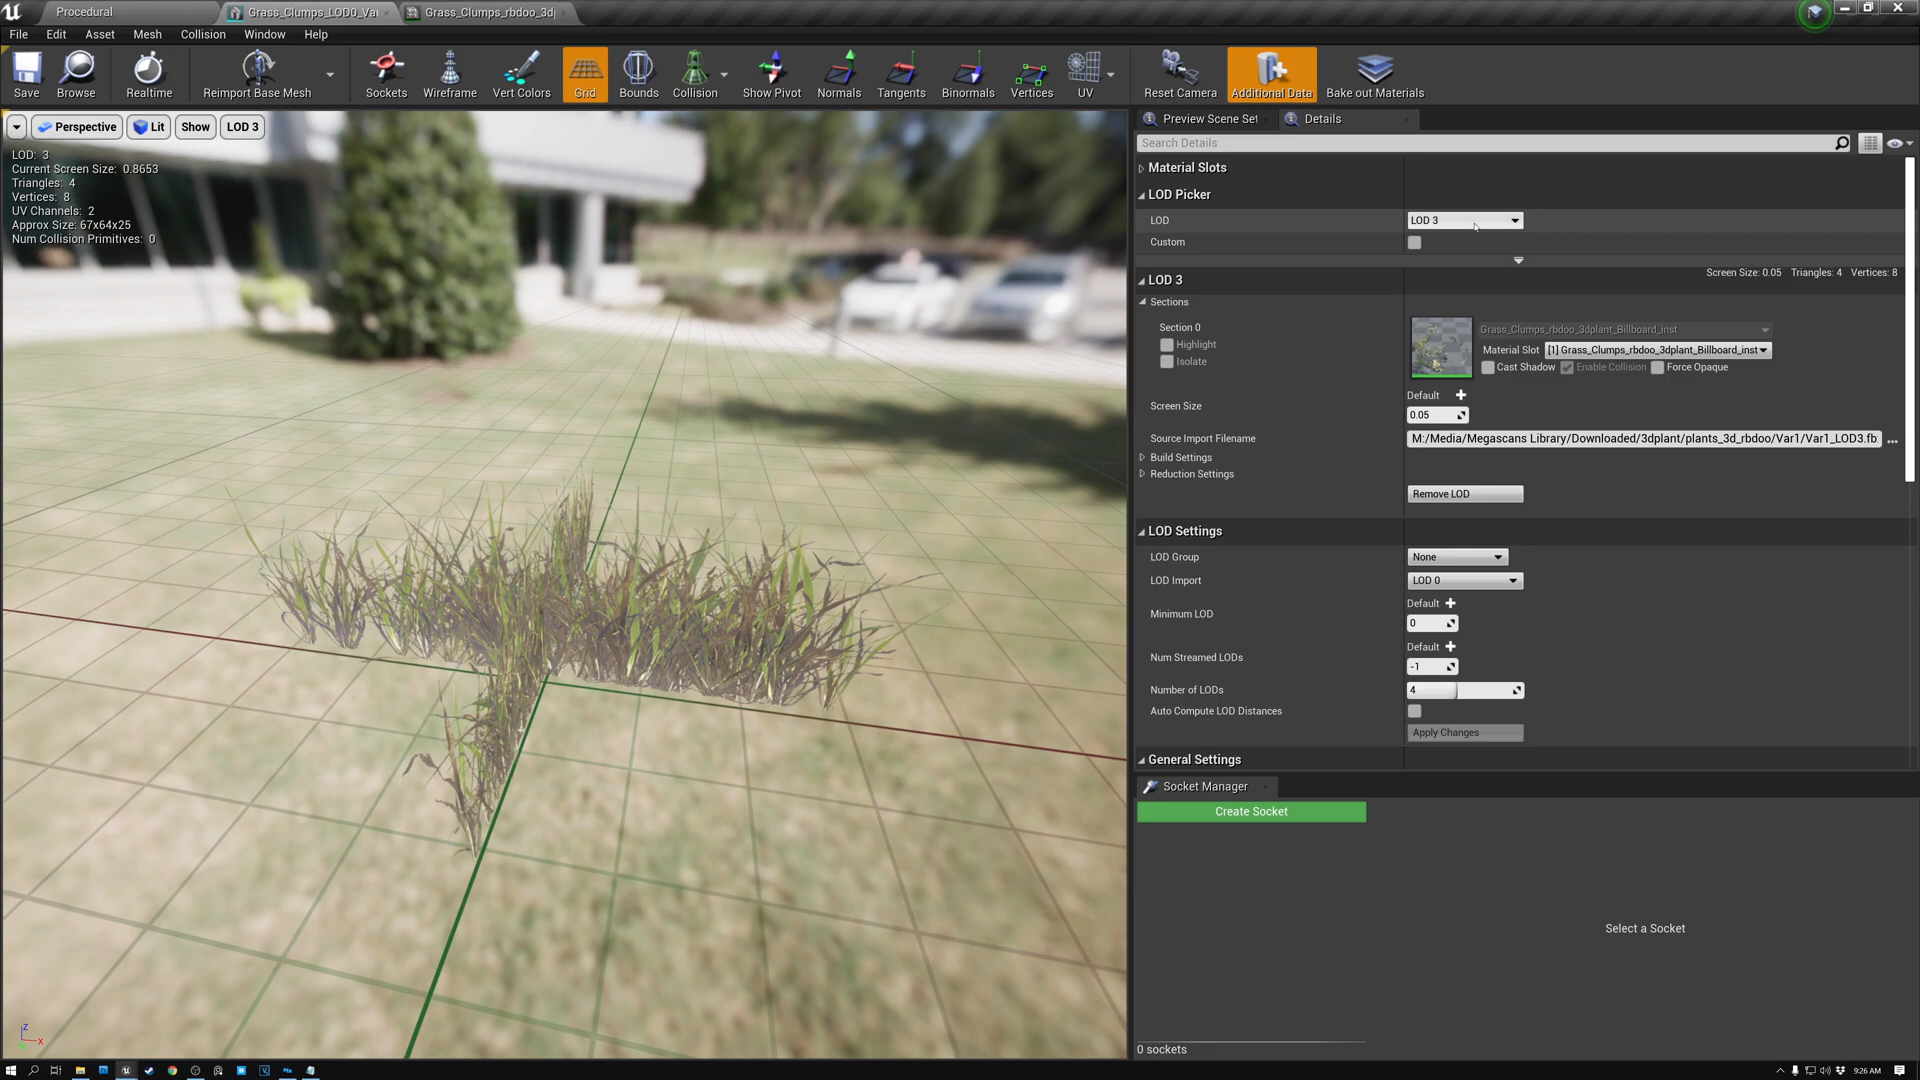 Procedural
Grass_Clumps_LOD0_Va
Grass_Clumps_rbdoo_3d
File Edit Asset Mesh Collision Window Help
Save Browse Realtime Reimport Base Mesh Sockets Wireframe Vert Colors Grid Bounds Collision Show Pivot Normals Tangents Binormals Vertices UV Reset Camera Additional Data Bake out Materials
Perspective Lit Show LOD 3
LOD: 3
Current Screen Size: 0.8653
Triangles: 4
Vertices: 8
UV Channels: 2
Approx Size: 67x64x25
Num Collision Primitives: 0
Z
X
Preview Scene Set Details
Search Details
Material Slots
LOD Picker
LOD LOD 3
Custom
LOD 3 Screen Size: 0.05 Triangles: 4 Vertices: 8
Sections
Section 0 Grass_Clumps_rbdoo_3dplant_Billboard_inst
Highlight Material Slot [1] Grass_Clumps_rbdoo_3dplant_Billboard_inst
Isolate Cast Shadow Enable Collision Force Opaque
Default
Screen Size
0.05
Source Import Filename M:/Media/Megascans Library/Downloaded/3dplant/plants_3d_rbdoo/Var1/Var1_LOD3.fb ...
Build Settings
Reduction Settings
Remove LOD
LOD Settings
LOD Group None
LOD Import LOD 0
Default
Minimum LOD
0
Default
Num Streamed LODs
-1
Number of LODs 4
Auto Compute LOD Distances
Apply Changes
General Settings
Socket Manager
Create Socket
Select a Socket
0 sockets
9:26 AM